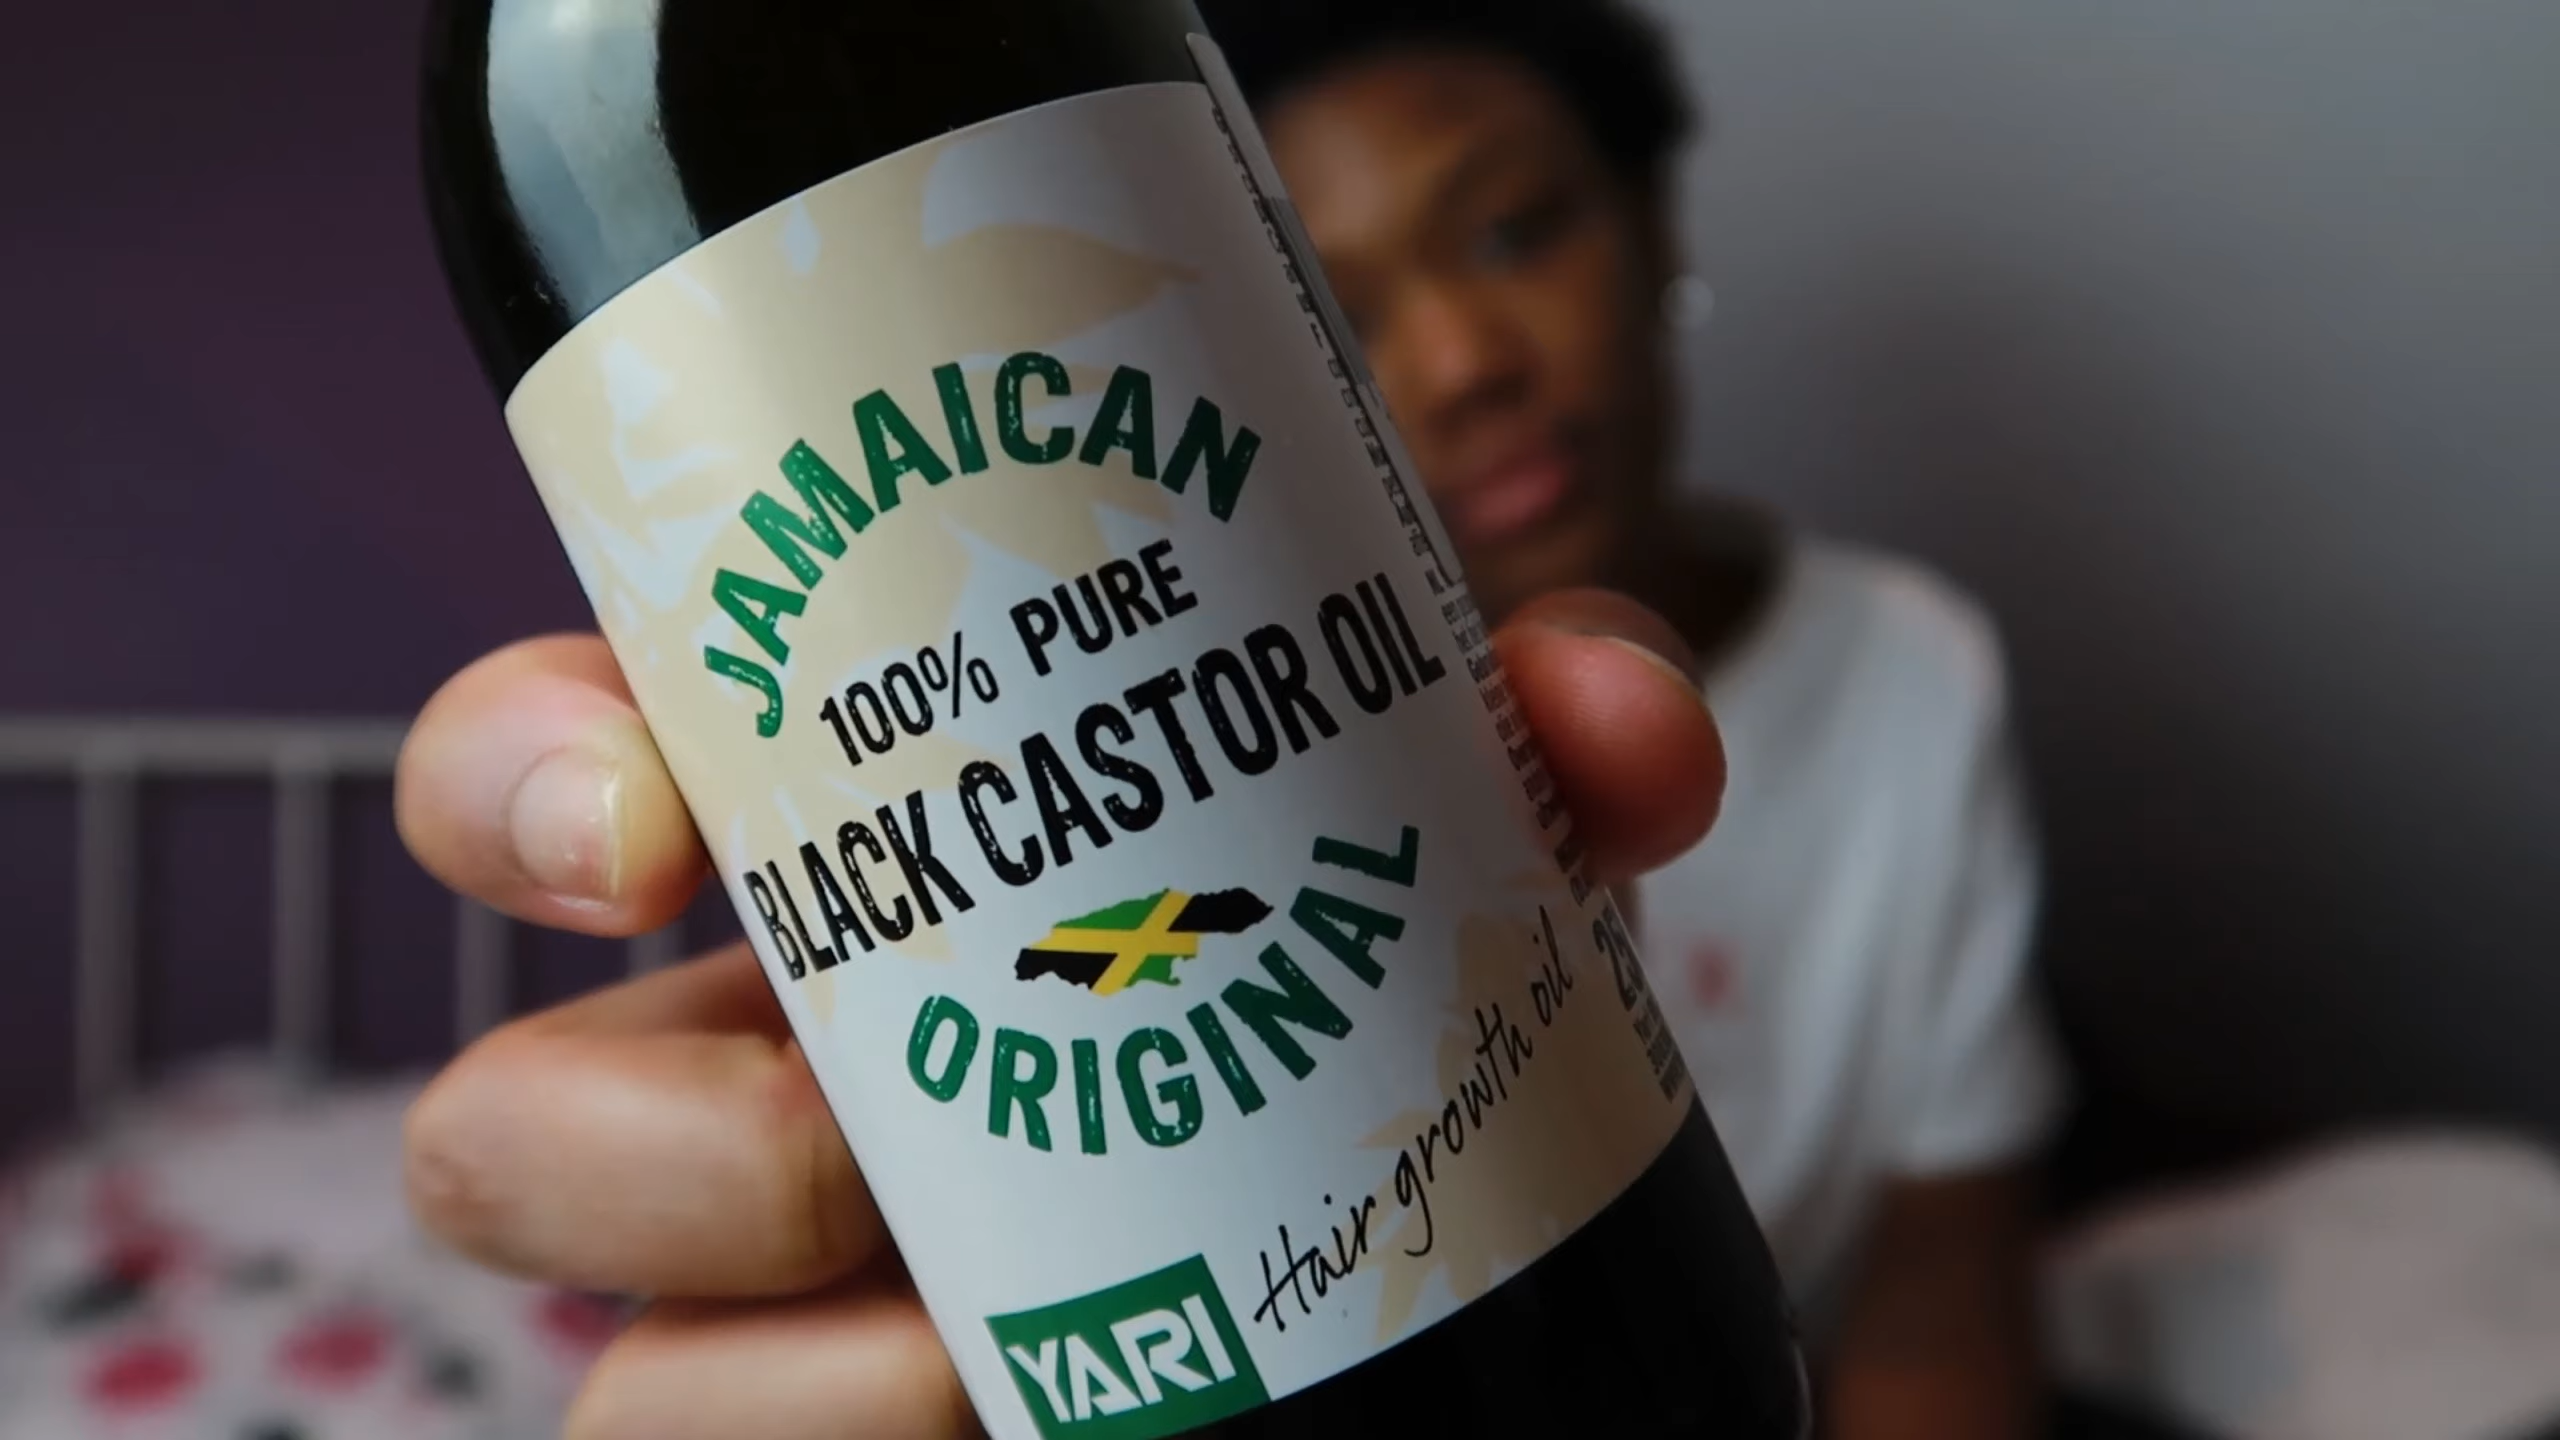 JAMAICAN
100% PURE
BLACK CASTOR OIL
ORIGINAL
Hair growth oil
YARI